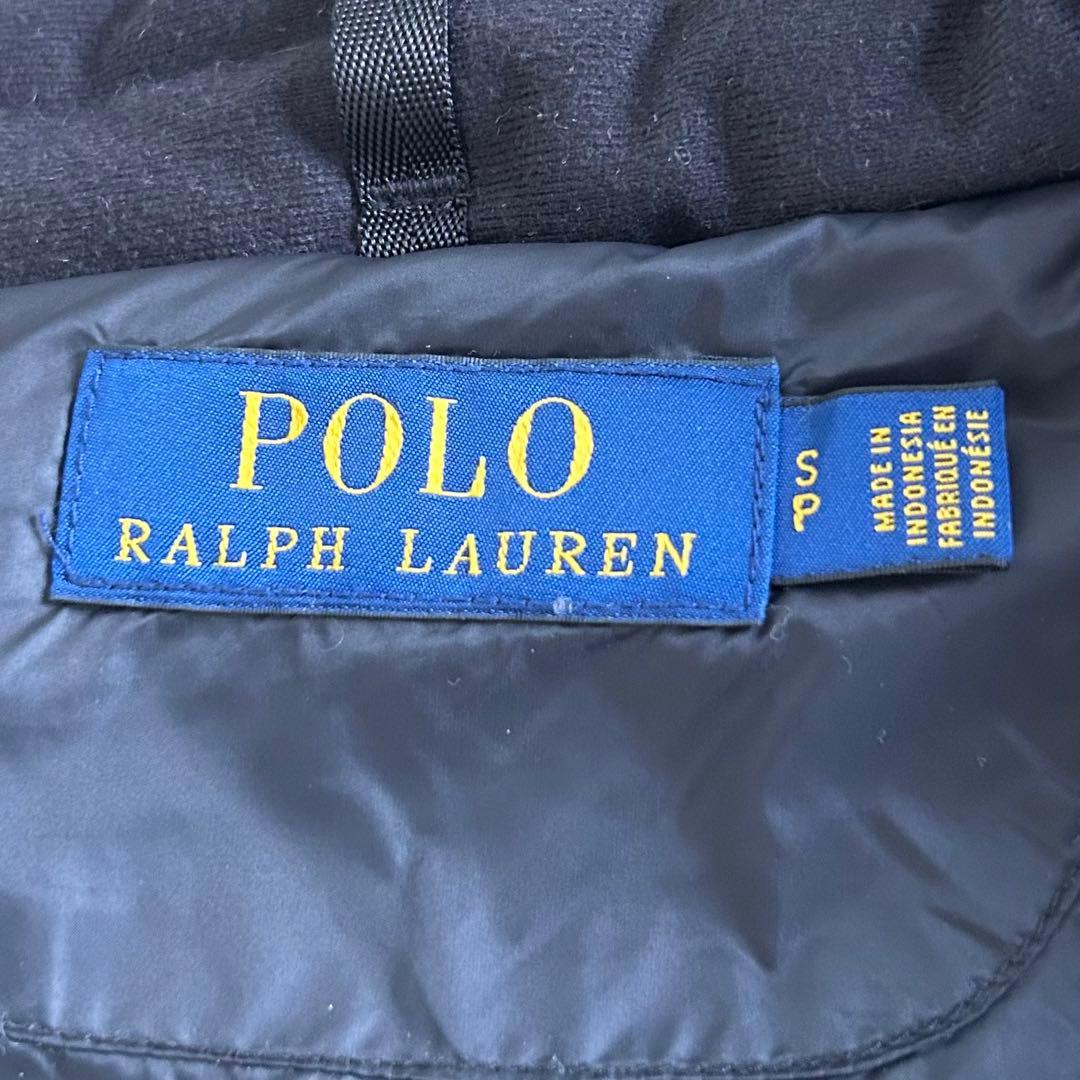 POLO
RALPH LAUREN
S
P
MADE IN
INDONESIA
FABRIQUÉ EN
INDONÉSIE